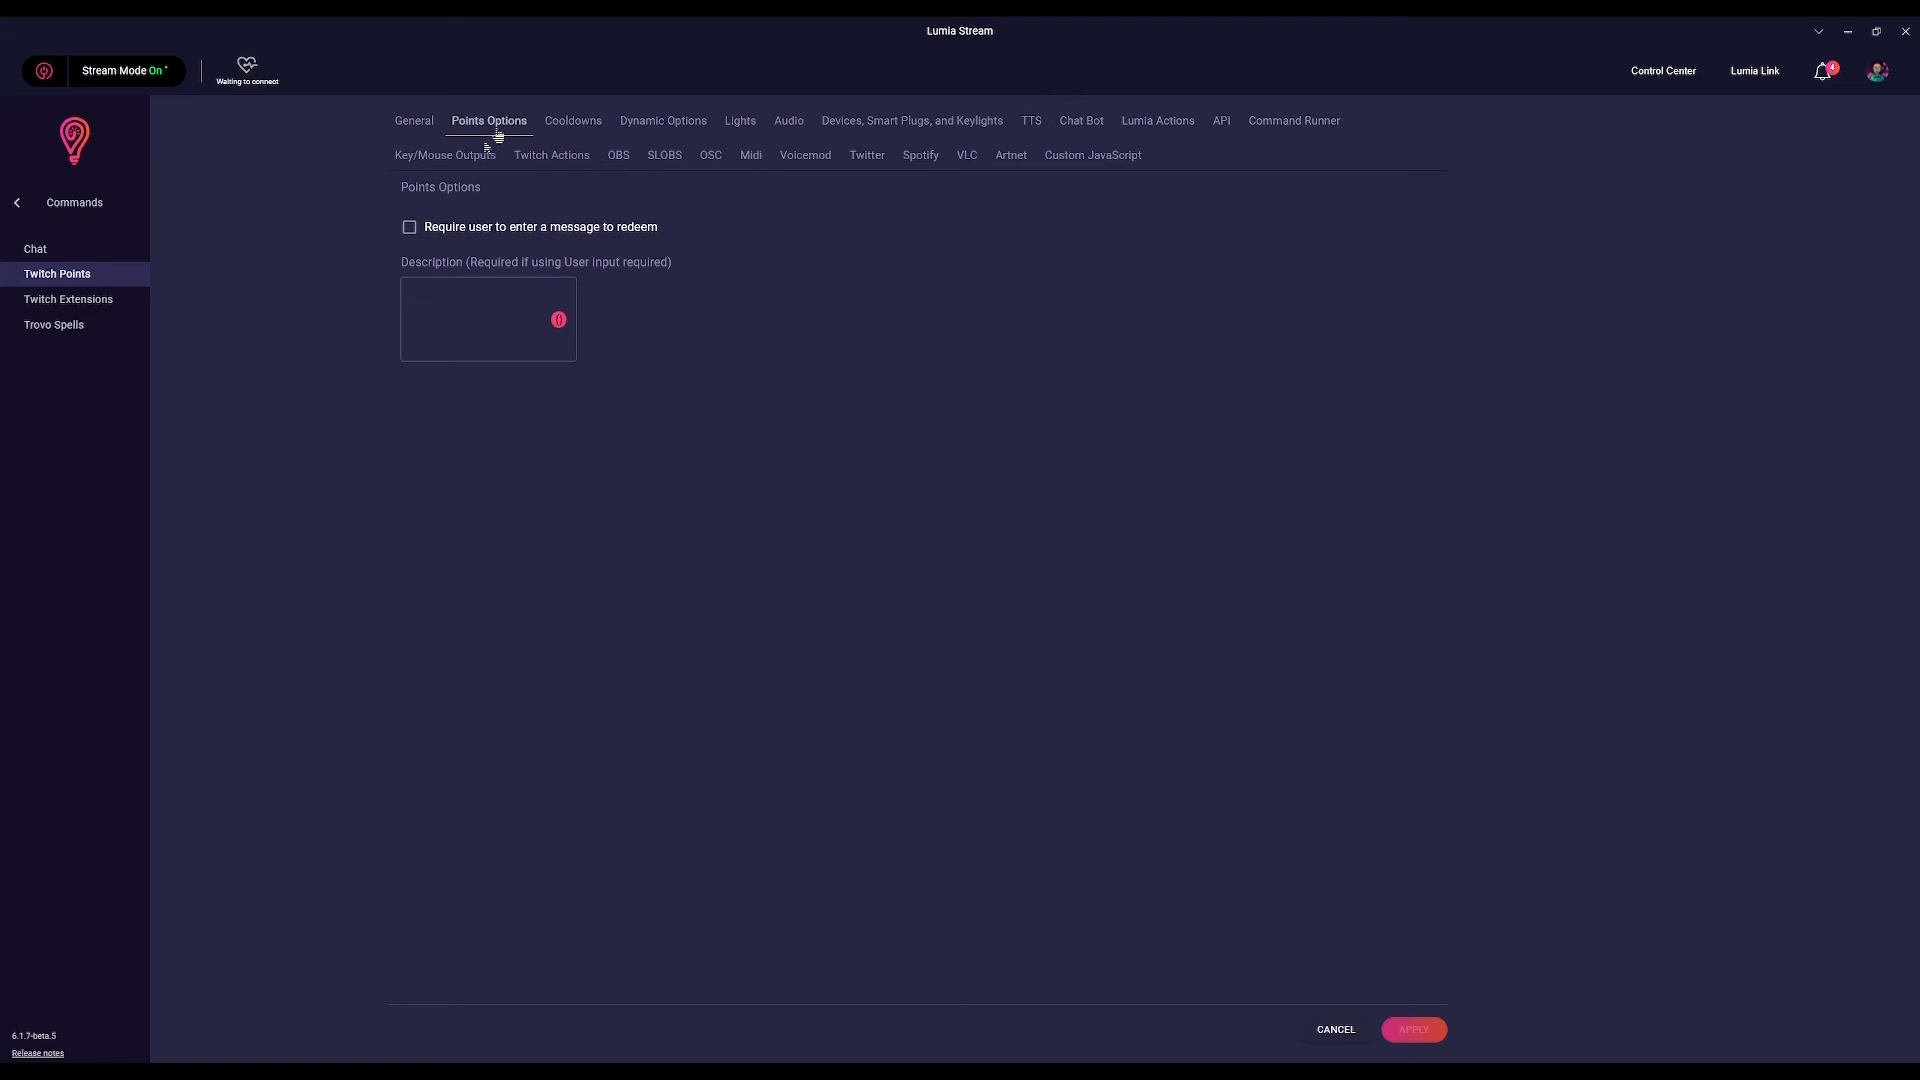 Lumia Stream
Stream Mode On
Waiting to connect
Control Center
Lumia Link
4
Commands
Chat
Twitch Points
Twitch Extensions
Trovo Spells
6.1.7-beta.5
Release notes
General Points Options Cooldowns Dynamic Options Lights Audio Devices, Smart Plugs, and Keylights TTS Chat Bot Lumia Actions API Command Runner
Key/Mouse Outputs Twitch Actions OBS SLOBS OSC Midi Voicemod Twitter Spotify VLC Artnet Custom JavaScript
Points Options
Require user to enter a message to redeem
Description (Required if using User input required)
CANCEL
APPLY